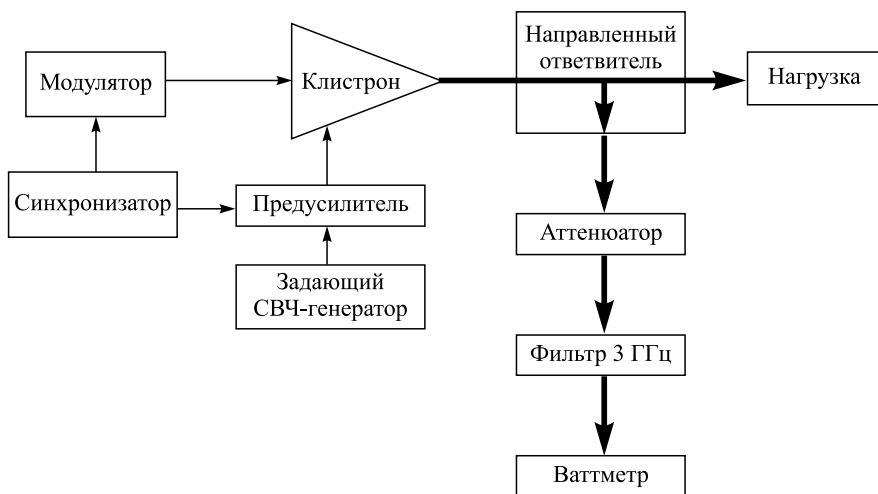 Направленный
ответвитель
Модулятор
Клистрон
Нагрузка
Синхронизатор
Предусилитель
Аттенюатор
Задающий
СВЧ-генератор
Фильтр 3 ГГц
Ваттметр